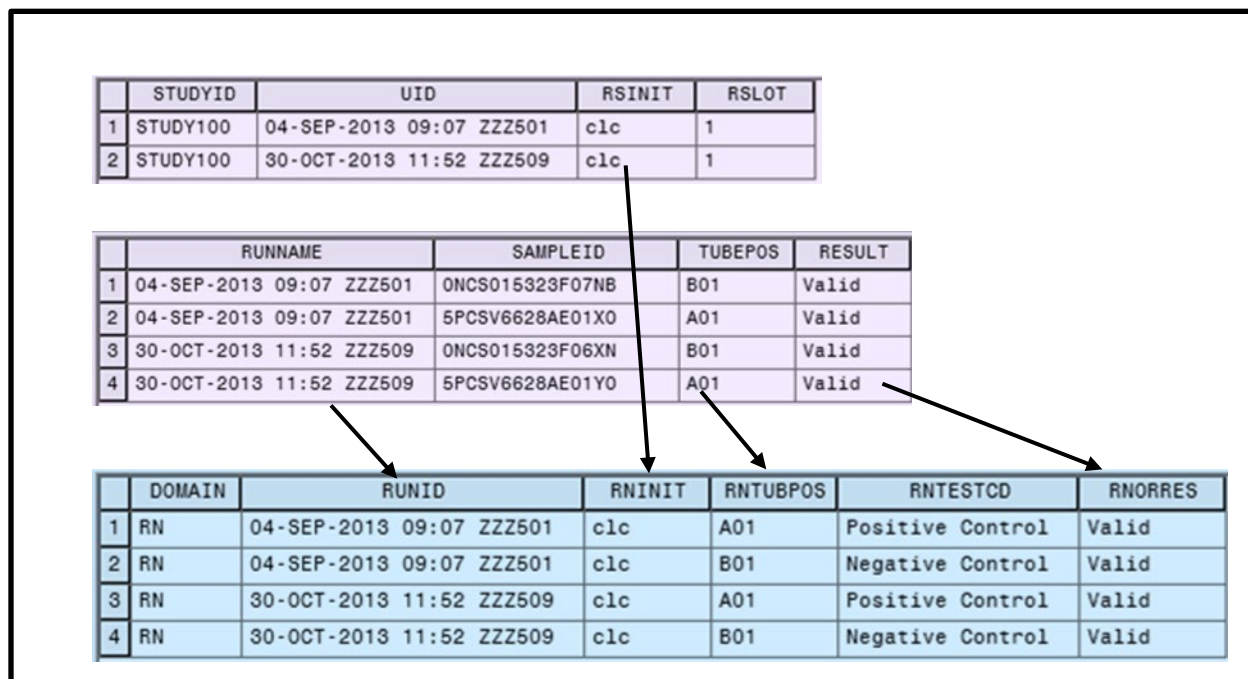 STUDYID UID RSINIT RSLOT
1 STUDY100 04-SEP-2013 09:07 ZZZ501 clc 1
2 STUDY100 30-OCT-2013 11:52 ZZZ509 clc 1
RUNNAME SAMPLEID TUBEPOS RESULT
1 04-SEP-2013 09:07 ZZZ501 0NCS015323F07NB B01 Valid
2 04-SEP-2013 09:07 ZZZ501 5PCSV6628AE01X0 A01 Valid
3 30-OCT-2013 11:52 ZZZ509 0NCS015323F06XN B01 Valid
4 30-OCT-2013 11:52 ZZZ509 5PCSV6628AE01Y0 A01 Valid
DOMAIN RUNID RNINIT RNTUBPOS RNTESTCD RNORRES
1 RN 04-SEP-2013 09:07 ZZZ501 clc A01 Positive Control Valid
2 RN 04-SEP-2013 09:07 ZZZ501 clc B01 Negative Control Valid
3 RN 30-OCT-2013 11:52 ZZZ509 clc A01 Positive Control Valid
4 RN 30-OCT-2013 11:52 ZZZ509 clc B01 Negative Control Valid